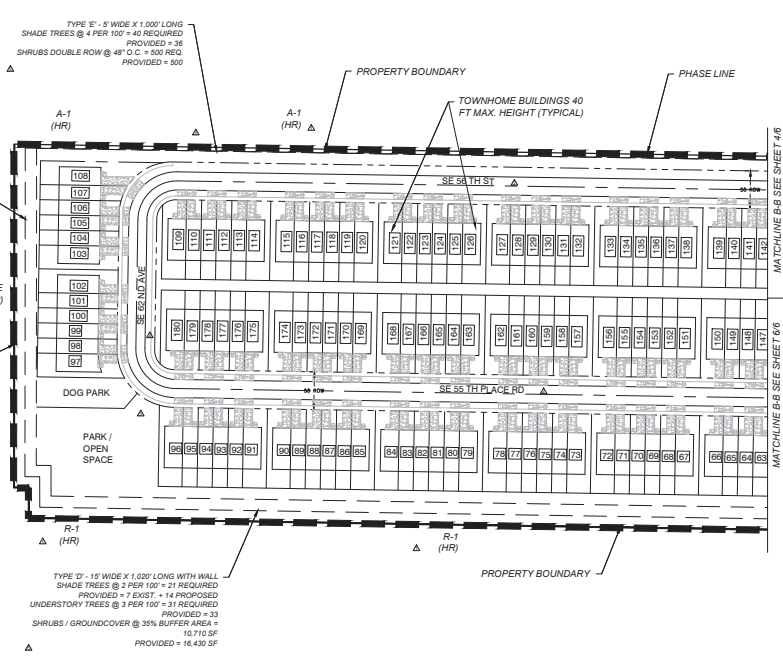 TYPE 'E' - 5' WIDE X 1,000' LONG
SHADE TREES @ 4 PER 100' = 40 REQUIRED
PROVIDED = 36
SHRUBS DOUBLE ROW @ 48" O.C. = 500 REQ.
PROVIDED = 500
PROPERTY BOUNDARY
PHASE LINE
TOWNHOME BUILDINGS 40
FT MAX. HEIGHT (TYPICAL)
A-1
(HR)
A-1
(HR)
MATCHLINE B-B SEE SHEET 4/6
SE 56 TH ST
56' ROW
108
107
106
105
104
103
102
101
100
99
98
97
SE 62 ND AVE
109 110 111 112 113 114
115 116 117 118 119 120
121 122 123 124 125 126
127 128 129 130 131 132
133 134 135 136 137 138
139 140 141 142
180 179 178 177 176 175
174 173 172 171 170 169
168 167 166 165 164 163
162 161 160 159 158 157
156 155 154 153 152 151
150 149 148 147
MATCHLINE B-B SEE SHEET 6/6
56' ROW
SE 55 TH PLACE RD
DOG PARK
PARK /
OPEN
SPACE
96 95 94 93 92 91
90 89 88 87 86 85
84 83 82 81 80 79
78 77 76 75 74 73
72 71 70 69 68 67
66 65 64 63
R-1
(HR)
R-1
(HR)
PROPERTY BOUNDARY
TYPE 'D' - 15' WIDE X 1,020' LONG WITH WALL
SHADE TREES @ 2 PER 100' = 21 REQUIRED
PROVIDED = 7 EXIST. + 14 PROPOSED
UNDERSTORY TREES @ 3 PER 100' = 31 REQUIRED
PROVIDED = 33
SHRUBS / GROUNDCOVER @ 35% BUFFER AREA =
10,710 SF
PROVIDED = 16,430 SF